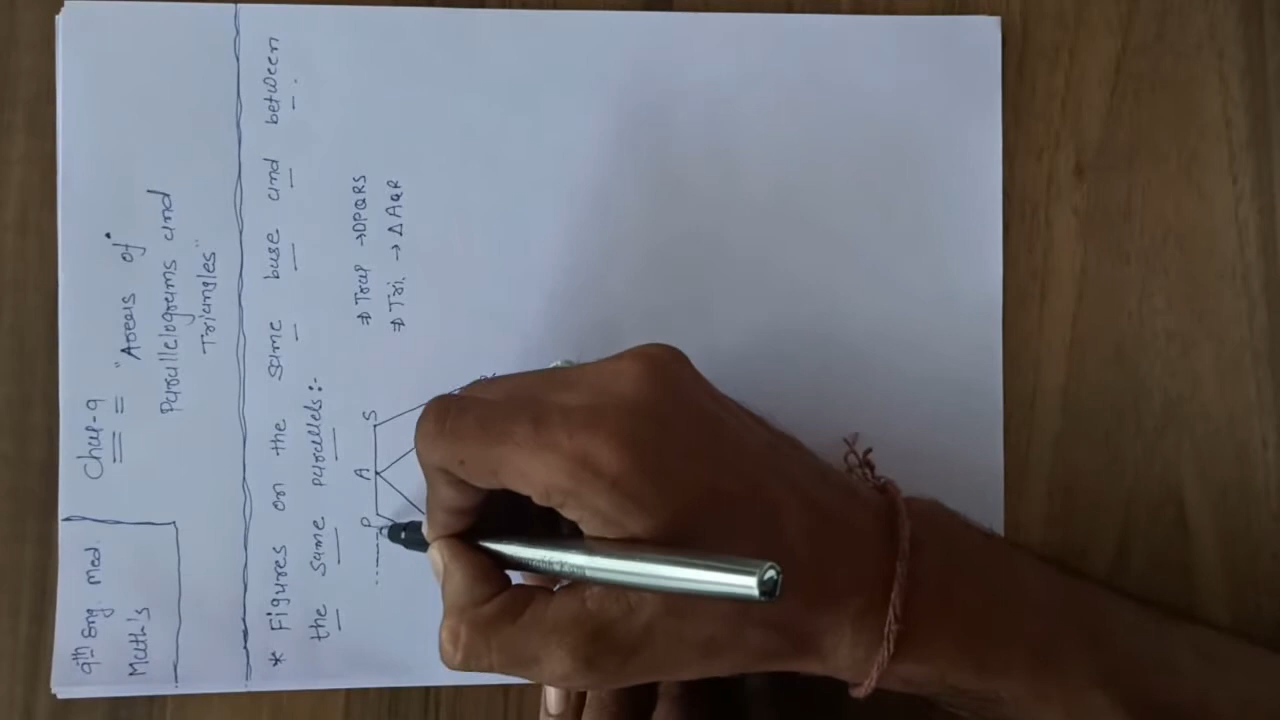 9th Eng. Med.
Math's
Chap-9
"Areas of
Parallelograms and
Triangles"
* Figures on the same base and between
the same parallels:-
P A S
⇒ Trap → □PQRS
⇒ Tri. → △ AQR